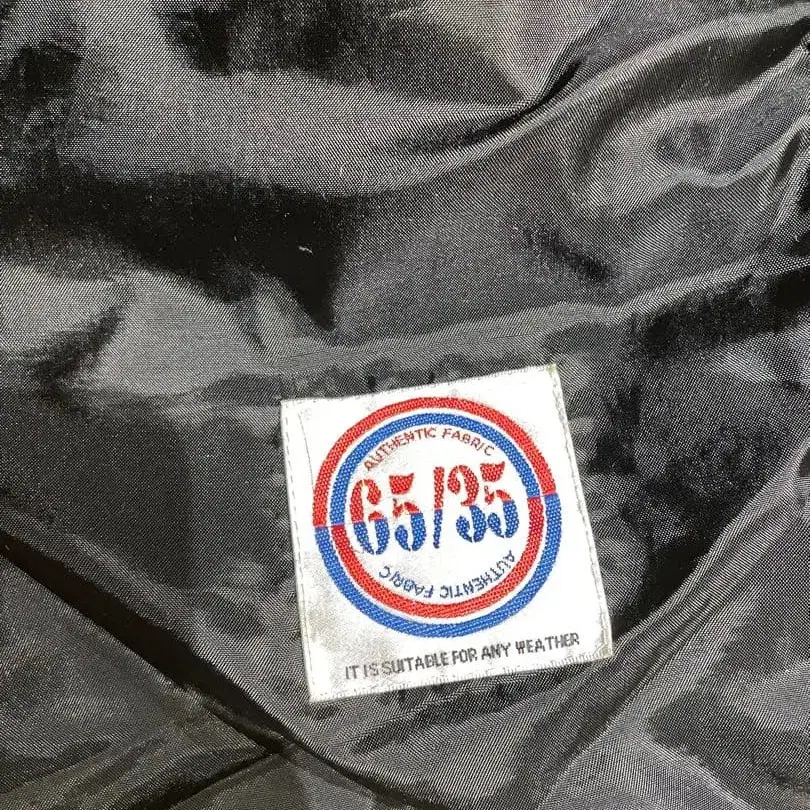 AUTHENTIC FABRIC
65/35
AUTHENTIC FABRIC
IT IS SUITABLE FOR ANY WEATHER